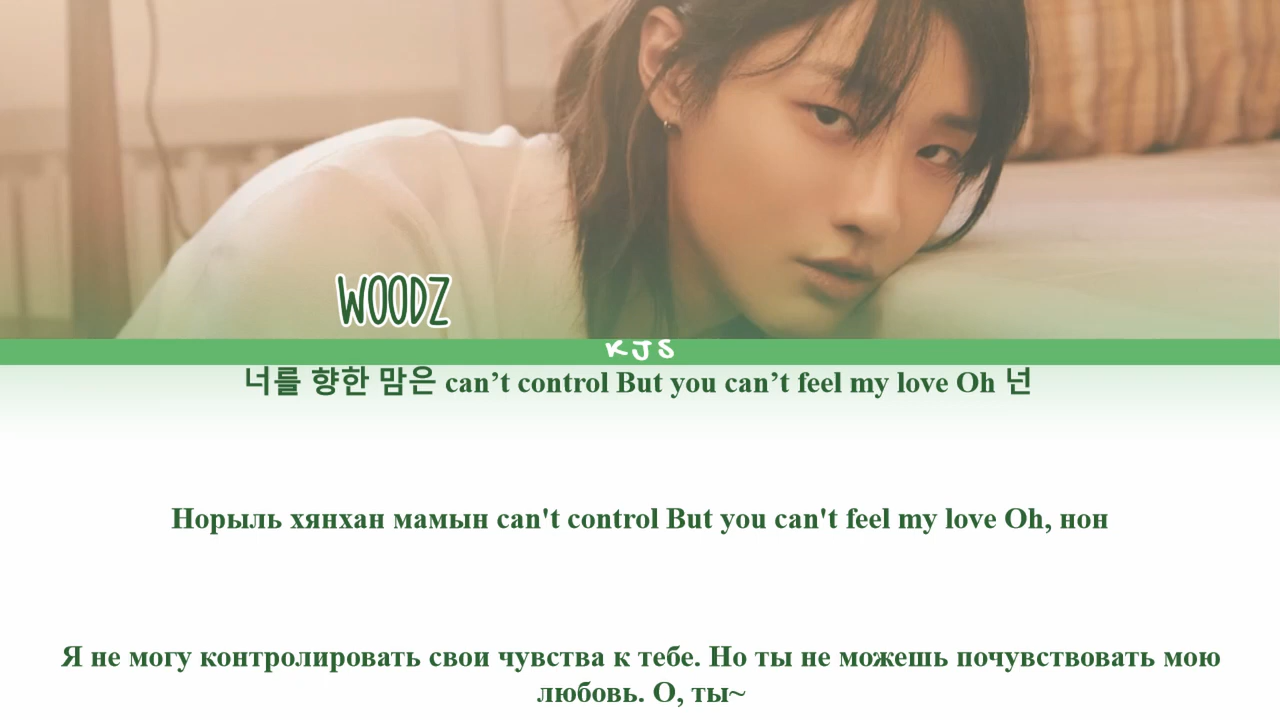 WOODZ
KJS
너를 향한 맘은 can’t control But you can’t feel my love Oh 넌
Норыль хянхан мамын can't control But you can't feel my love Oh, нон
Я не могу контролировать свои чувства к тебе. Но ты не можешь почувствовать мою
любовь. О, ты~